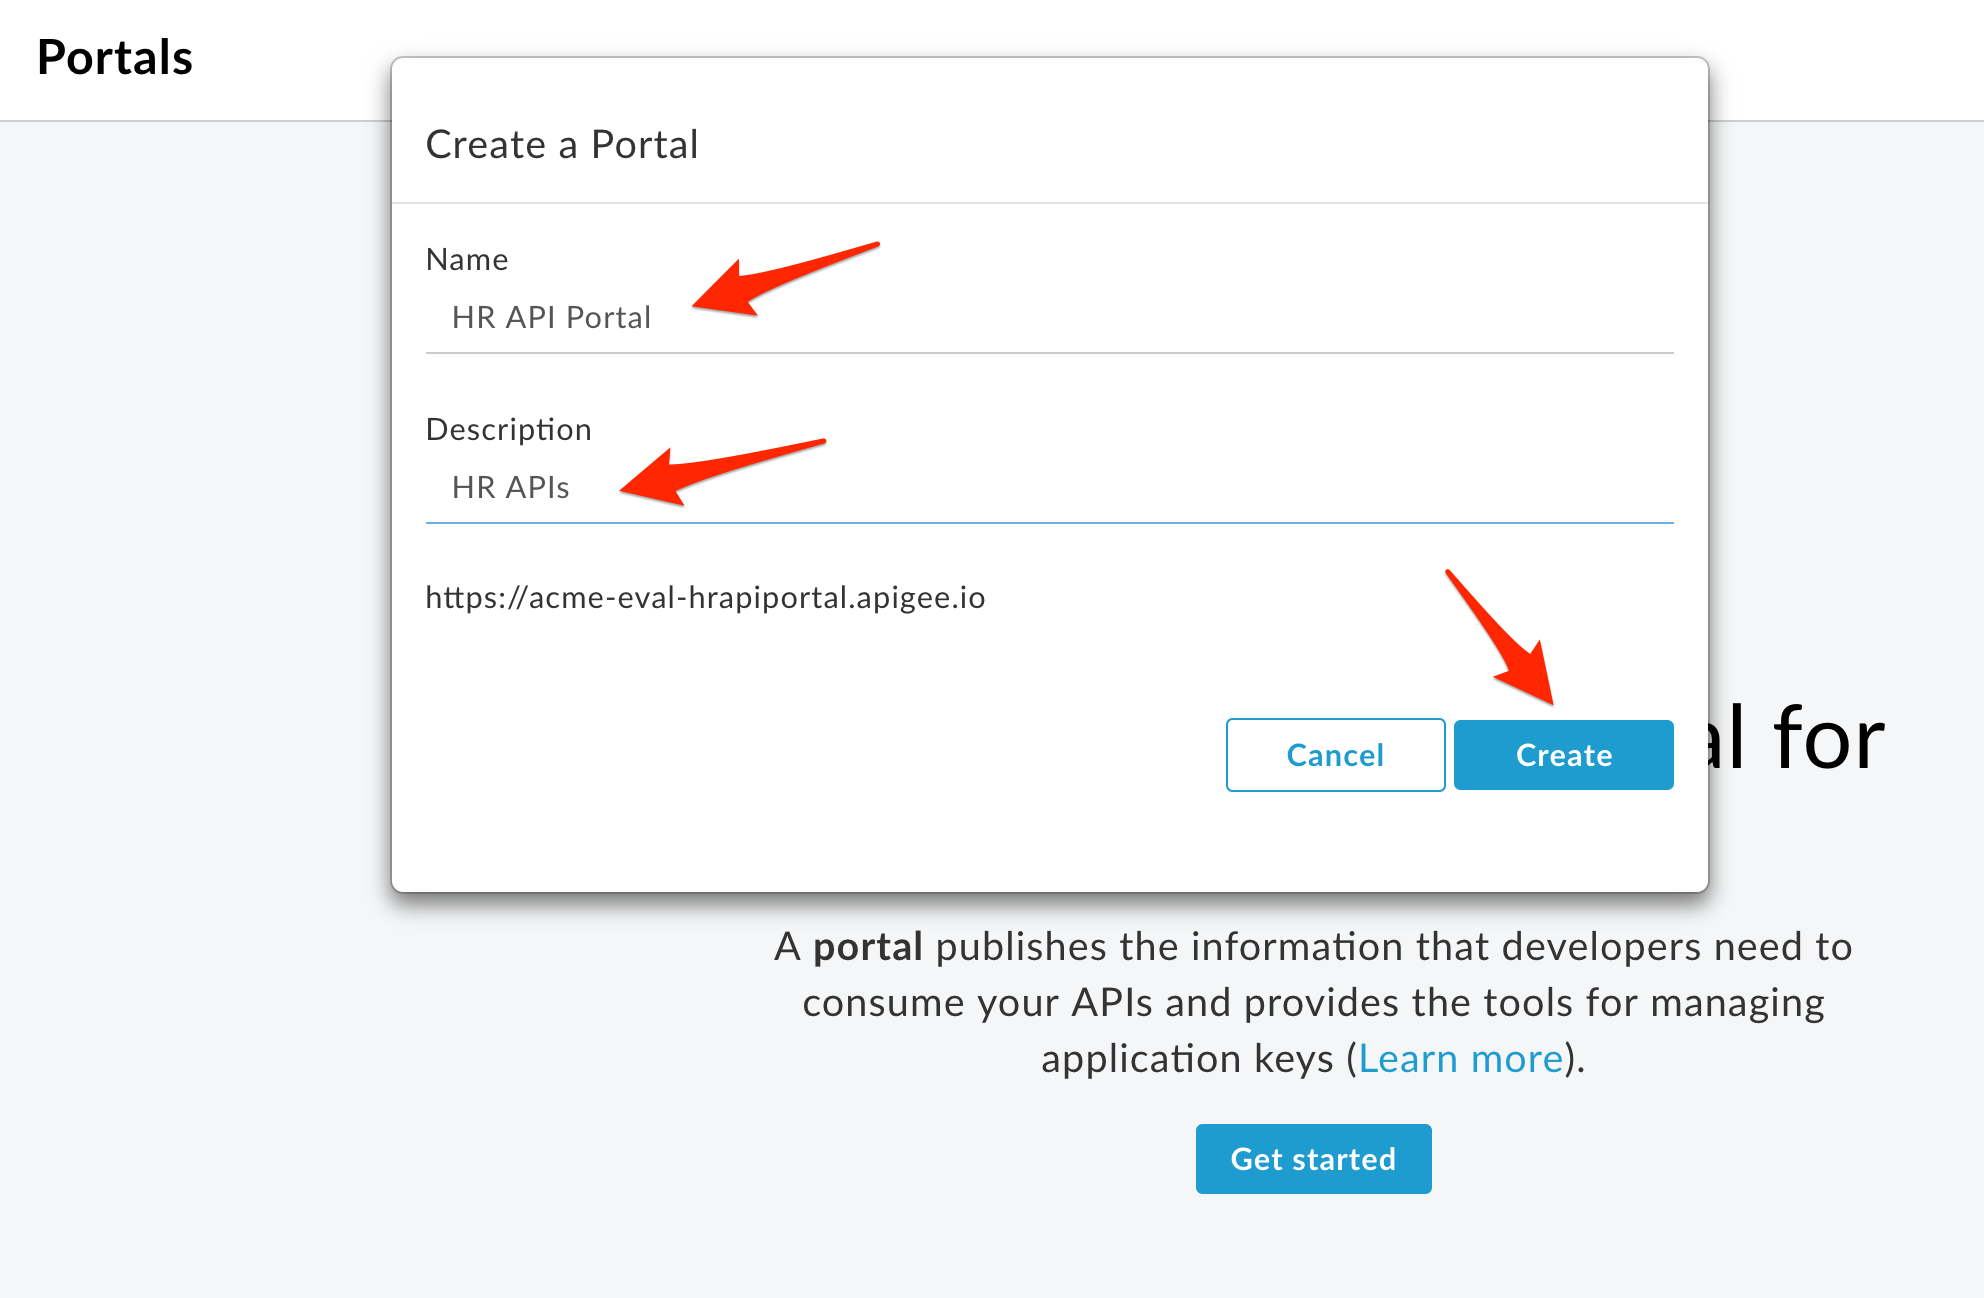 Portals
Create a Portal
Name
HR API Portal
Description
HR APIs
https://acme-eval-hrapiportal.apigee.io
Cancel
Create
for
A portal publishes the information that developers need to
consume your APIs and provides the tools for managing
application keys (Learn more).
Get started